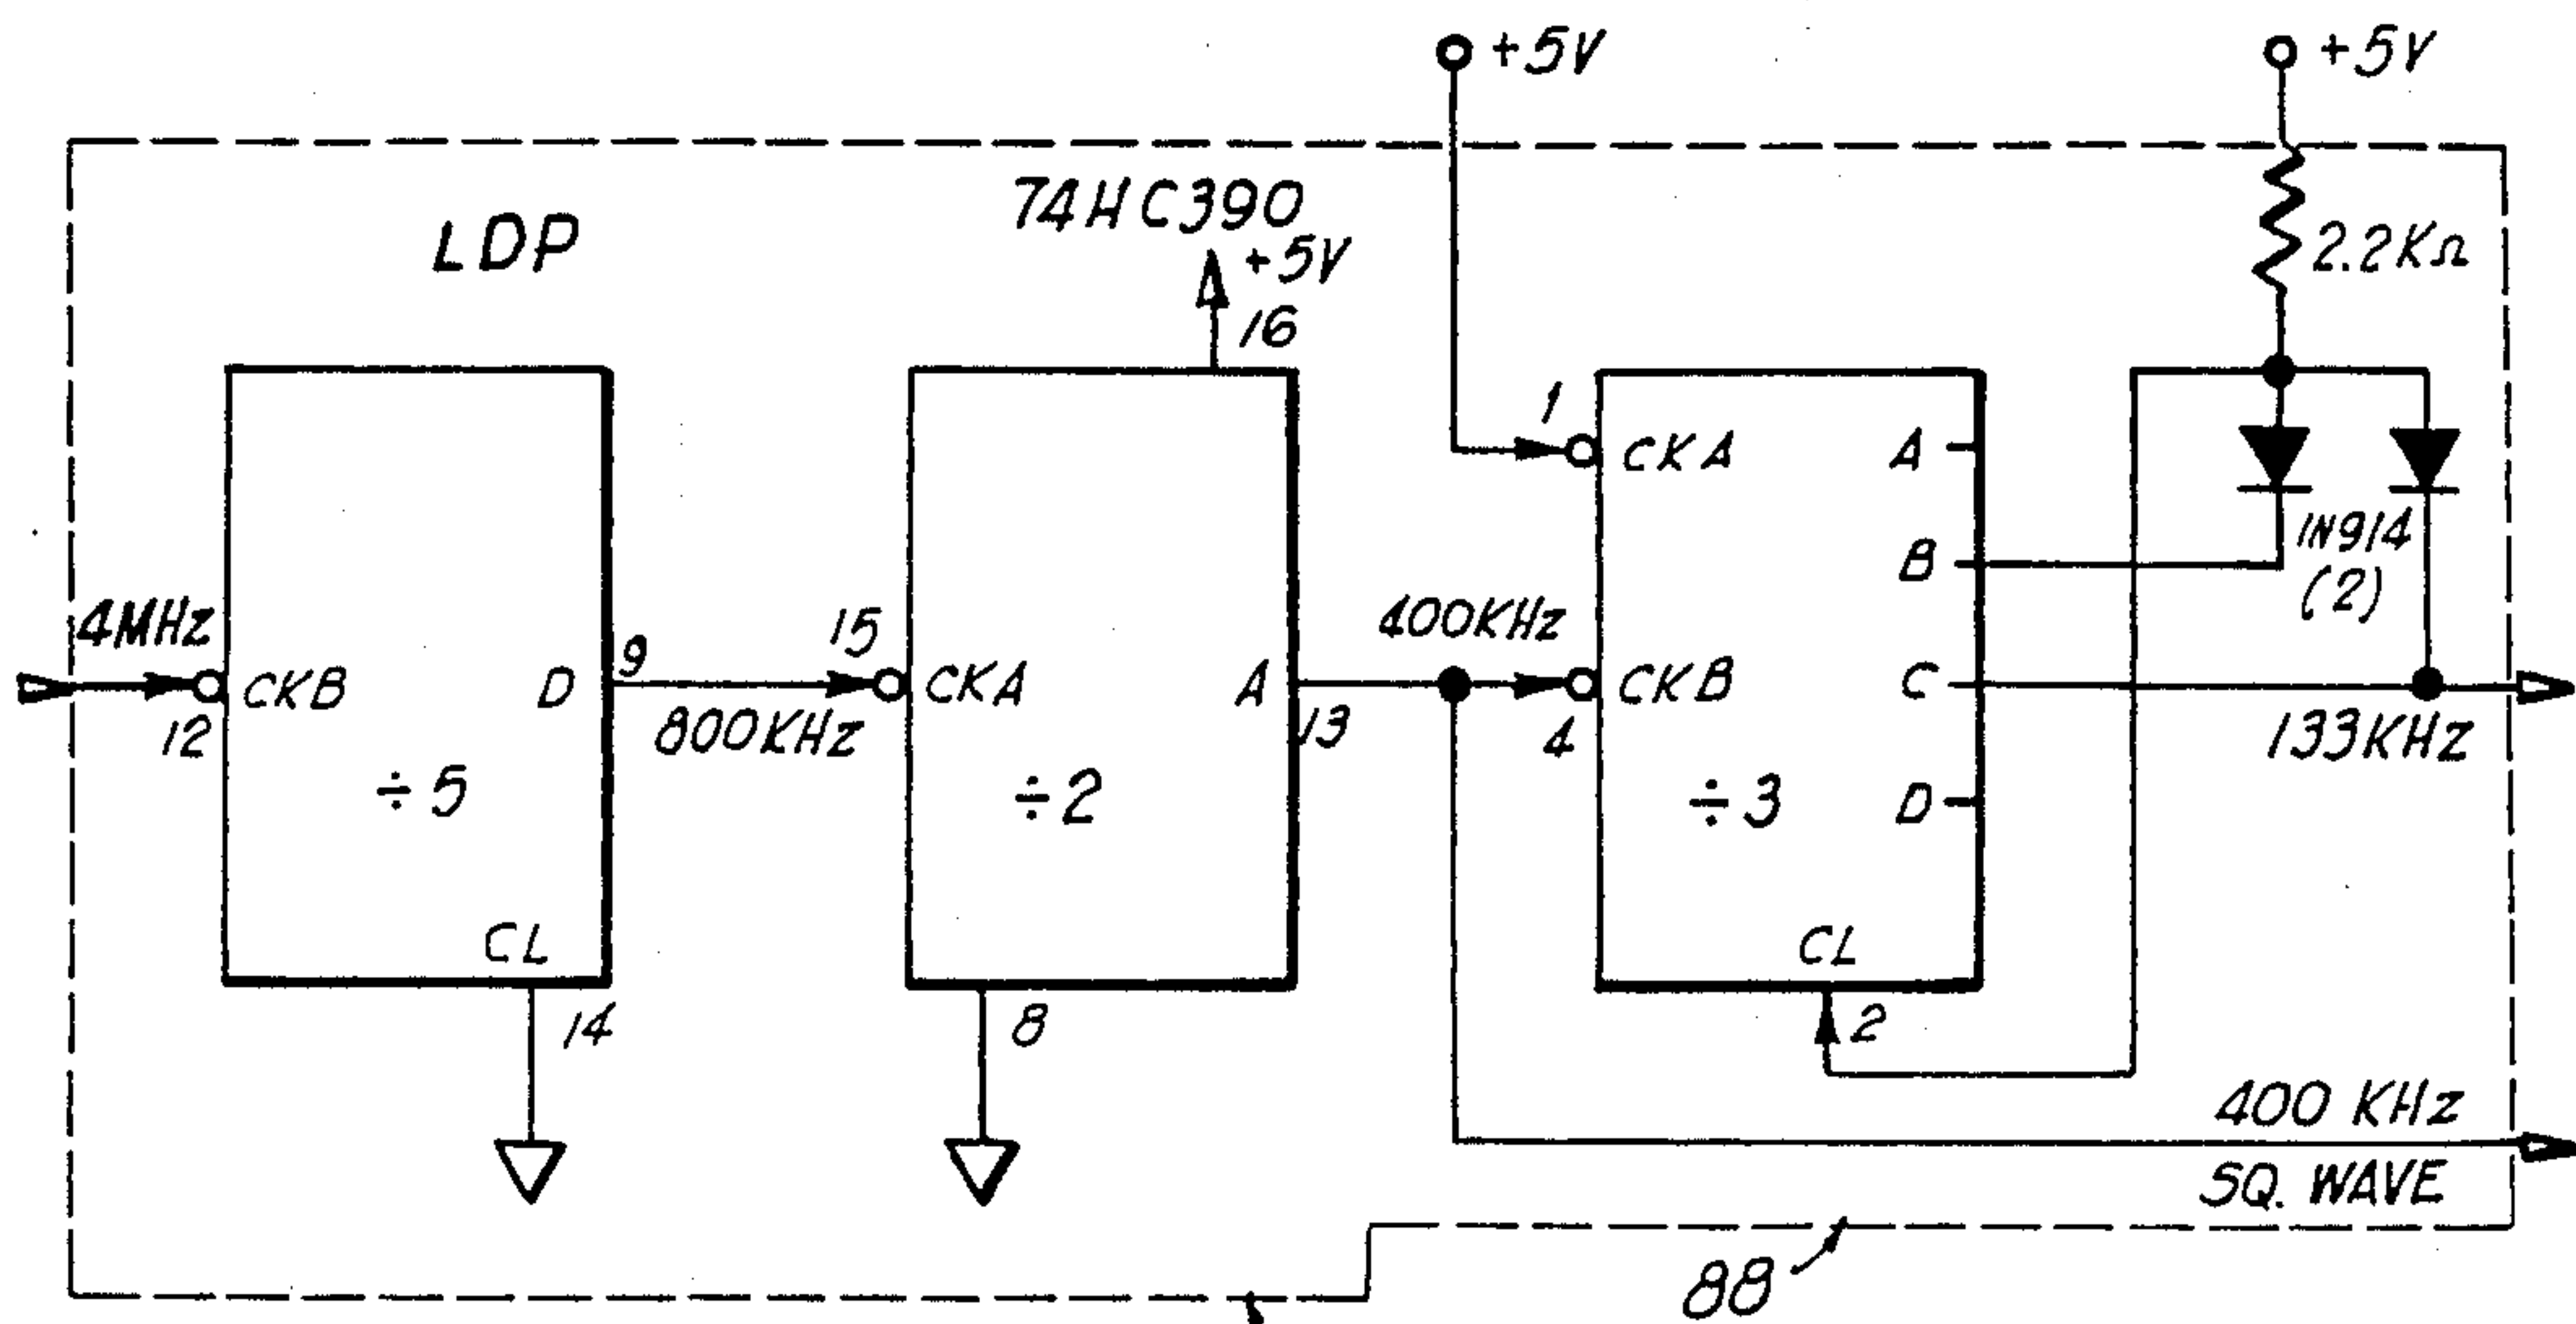 +5V
+5V
LDP
74HC390
+5V
16
2.2KΩ
1
CKA
A
1N914
(2)
B
4MHz
12
CKB
D
9
800KHz
15
CKA
A
13
400KHz
4
CKB
C
133KHz
÷5
÷2
÷3
D
CL
14
8
CL
2
400 KHz
SQ. WAVE
88